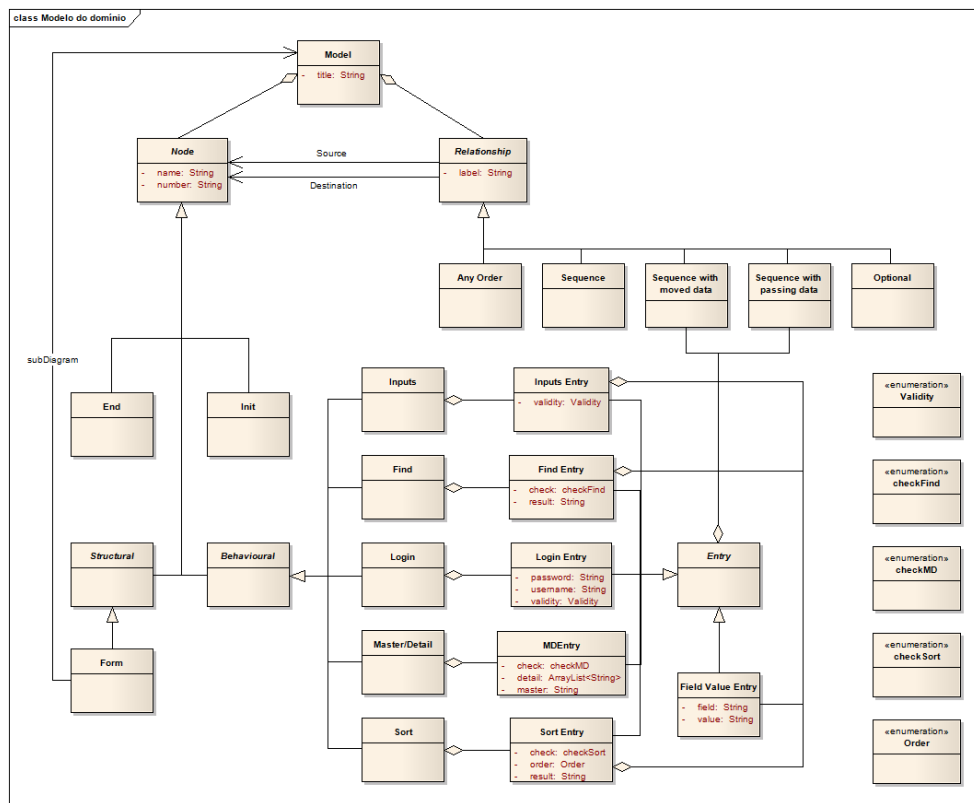 class Modelo do domínio
Model
- title: String
Node
- name: String
- number: String
Source
Destination
Relationship
- label: String
Any Order
Sequence
Sequence with
moved data
Sequence with
passing data
Optional
subDiagram
End
Init
Inputs
Inputs Entry
- validity: Validity
«enumeration»
Validity
Find
Find Entry
- check: checkFind
- result: String
«enumeration»
checkFind
Structural
Behavioural
Login
Login Entry
- password: String
- username: String
- validity: Validity
Entry
«enumeration»
checkMD
Form
Master/Detail
MDEntry
- check: checkMD
- detail: ArrayList<String>
- master: String
Field Value Entry
- field: String
- value: String
«enumeration»
checkSort
Sort
Sort Entry
- check: checkSort
- order: Order
- result: String
«enumeration»
Order